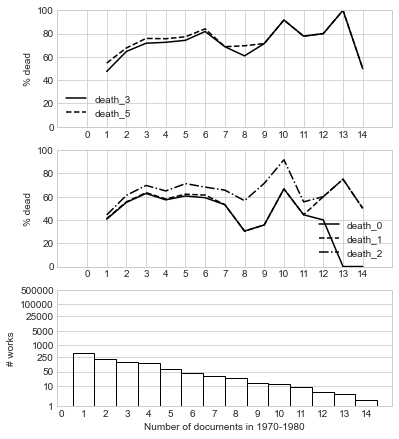 100
80
60
40
20
0
% dead
death_3
death_5
0 1 2 3 4 5 6 7 8 9 10 11 12 13 14
100
80
60
40
20
0
% dead
death_0
death_1
death_2
0 1 2 3 4 5 6 7 8 9 10 11 12 13 14
500000
100000
25000
5000
1000
250
50
10
1
# works
0 1 2 3 4 5 6 7 8 9 10 11 12 13 14
Number of documents in 1970-1980